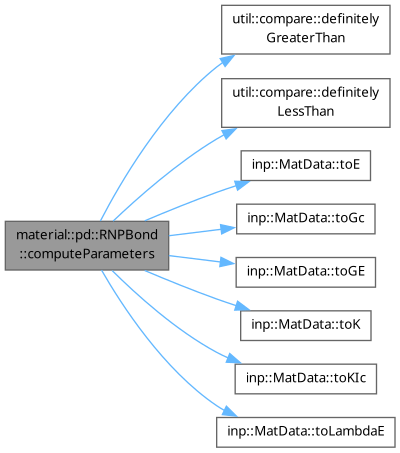 util::compare::definitely
GreaterThan
util::compare::definitely
LessThan
inp::MatData::toE
inp::MatData::toGc
material::pd::RNPBond
::computeParameters
inp::MatData::toGE
inp::MatData::toK
inp::MatData::toKIc
inp::MatData::toLambdaE